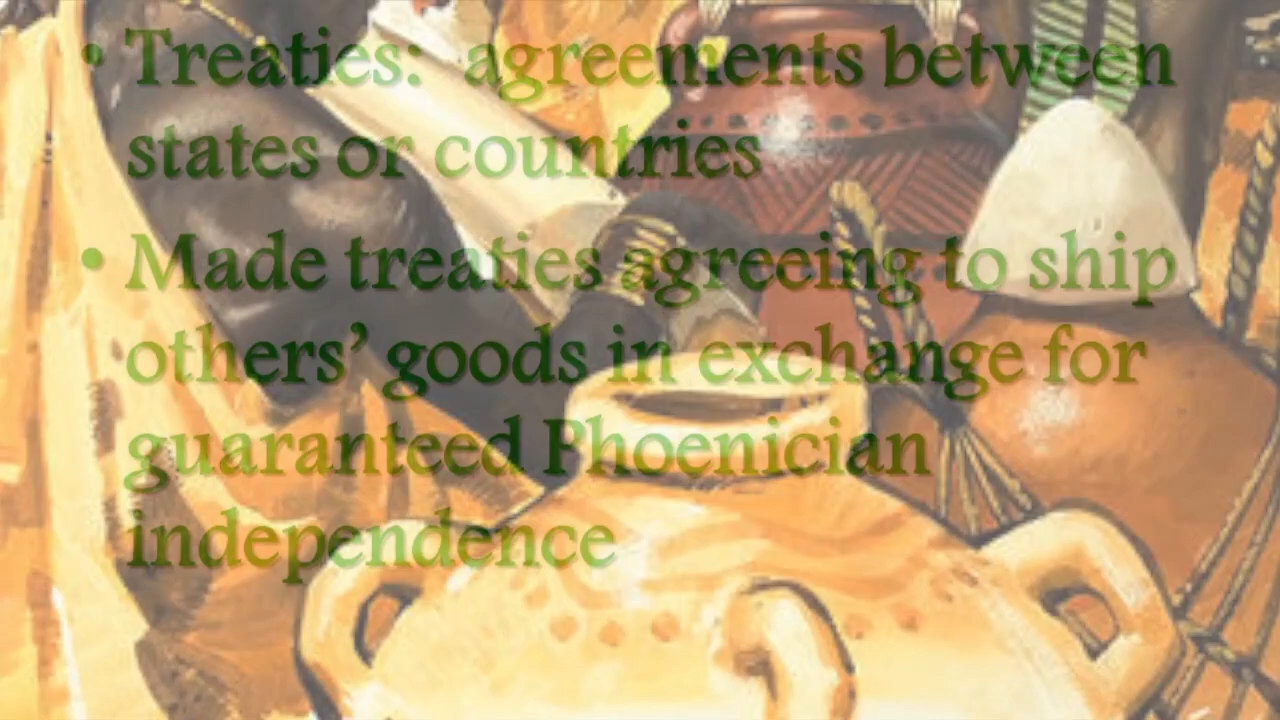 • Treaties: agreements between
states or countries
• Made treaties agreeing to ship
others’ goods in exchange for
guaranteed Phoenician
independence